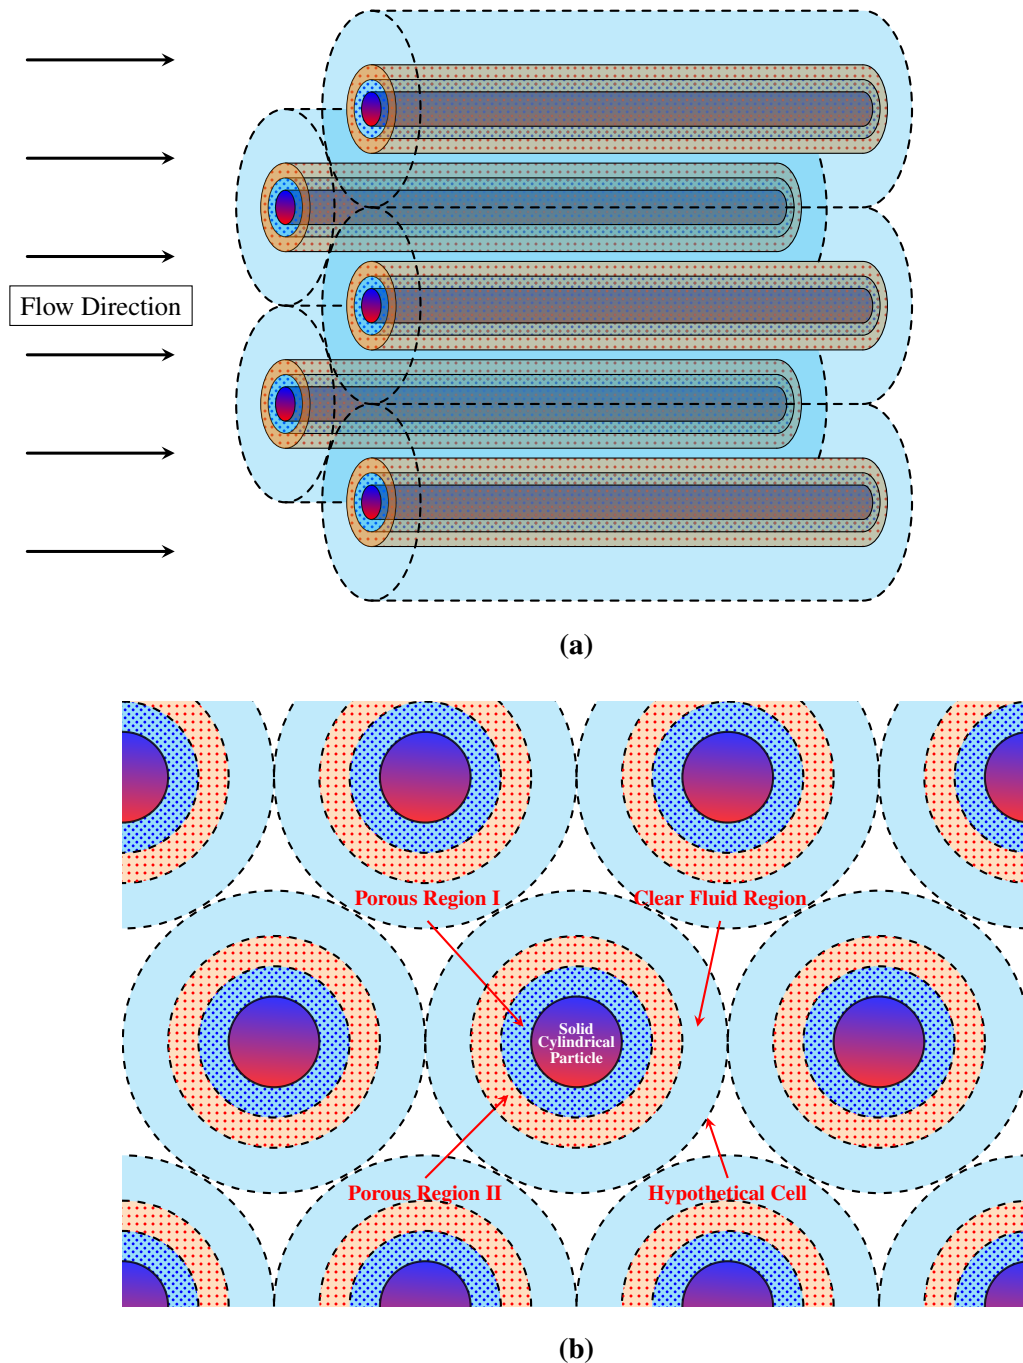 Flow Direction
(a)
Porous Region I
Clear Fluid Region
Solid
Cylindrical
Particle
Porous Region II
Hypothetical Cell
(b)